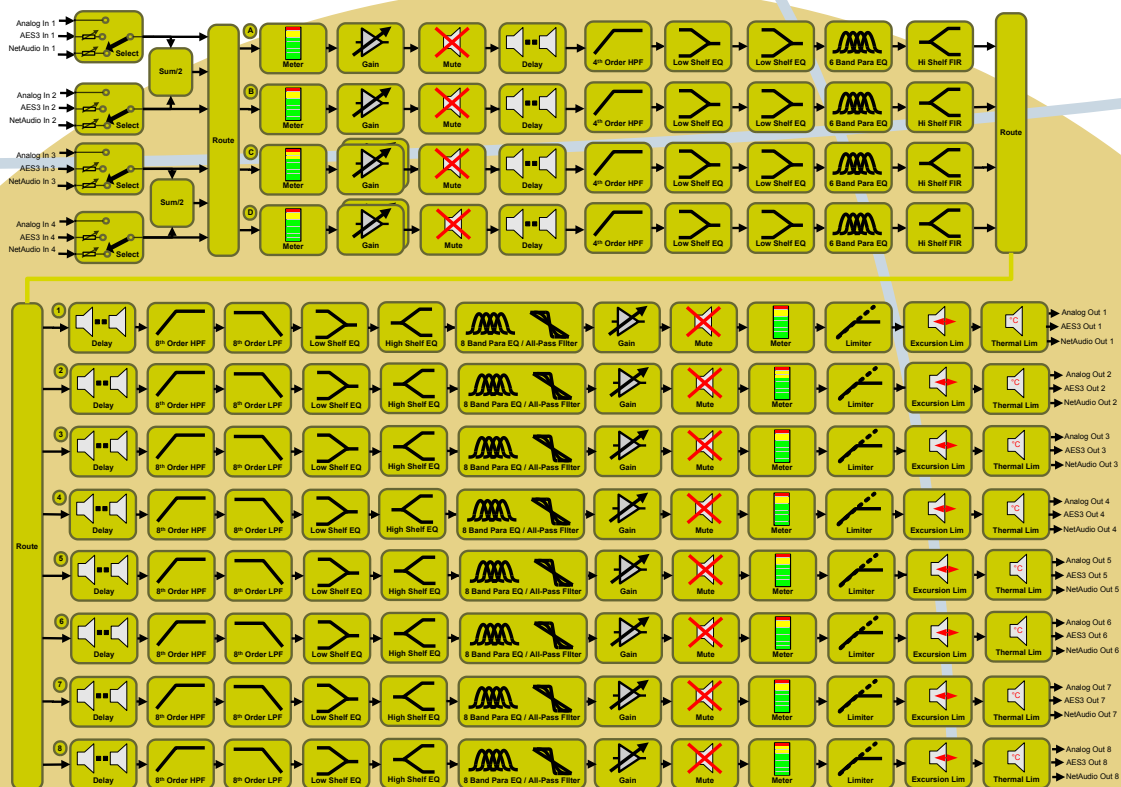 Analog In 1
AES3 In 1
NetAudio In 1
Select
Sum/2
Analog In 2
AES3 In 2
NetAudio In 2
Select
Analog In 3
AES3 In 3
NetAudio In 3
Select
Sum/2
Analog In 4
AES3 In 4
NetAudio In 4
Select
Route
A Meter Gain Mute Delay 4th Order HPF Low Shelf EQ Low Shelf EQ 6 Band Para EQ Hi Shelf FIR
B Meter Gain Mute Delay 4th Order HPF Low Shelf EQ Low Shelf EQ 6 Band Para EQ Hi Shelf FIR
C Meter Gain Mute Delay 4th Order HPF Low Shelf EQ Low Shelf EQ 6 Band Para EQ Hi Shelf FIR
D Meter Gain Mute Delay 4th Order HPF Low Shelf EQ Low Shelf EQ 6 Band Para EQ Hi Shelf FIR
Route
Route
1 Delay 8th Order HPF 8th Order LPF Low Shelf EQ High Shelf EQ 8 Band Para EQ / All-Pass Filter Gain Mute Meter Limiter Excursion Lim °C Thermal Lim
Analog Out 1
AES3 Out 1
NetAudio Out 1
2 Delay 8th Order HPF 8th Order LPF Low Shelf EQ High Shelf EQ 8 Band Para EQ / All-Pass Filter Gain Mute Meter Limiter Excursion Lim °C Thermal Lim
Analog Out 2
AES3 Out 2
NetAudio Out 2
3 Delay 8th Order HPF 8th Order LPF Low Shelf EQ High Shelf EQ 8 Band Para EQ / All-Pass Filter Gain Mute Meter Limiter Excursion Lim °C Thermal Lim
Analog Out 3
AES3 Out 3
NetAudio Out 3
4 Delay 8th Order HPF 8th Order LPF Low Shelf EQ High Shelf EQ 8 Band Para EQ / All-Pass Filter Gain Mute Meter Limiter Excursion Lim °C Thermal Lim
Analog Out 4
AES3 Out 4
NetAudio Out 4
5 Delay 8th Order HPF 8th Order LPF Low Shelf EQ High Shelf EQ 8 Band Para EQ / All-Pass Filter Gain Mute Meter Limiter Excursion Lim °C Thermal Lim
Analog Out 5
AES3 Out 5
NetAudio Out 5
6 Delay 8th Order HPF 8th Order LPF Low Shelf EQ High Shelf EQ 8 Band Para EQ / All-Pass Filter Gain Mute Meter Limiter Excursion Lim °C Thermal Lim
Analog Out 6
AES3 Out 6
NetAudio Out 6
7 Delay 8th Order HPF 8th Order LPF Low Shelf EQ High Shelf EQ 8 Band Para EQ / All-Pass Filter Gain Mute Meter Limiter Excursion Lim °C Thermal Lim
Analog Out 7
AES3 Out 7
NetAudio Out 7
8 Delay 8th Order HPF 8th Order LPF Low Shelf EQ High Shelf EQ 8 Band Para EQ / All-Pass Filter Gain Mute Meter Limiter Excursion Lim °C Thermal Lim
Analog Out 8
AES3 Out 8
NetAudio Out 8